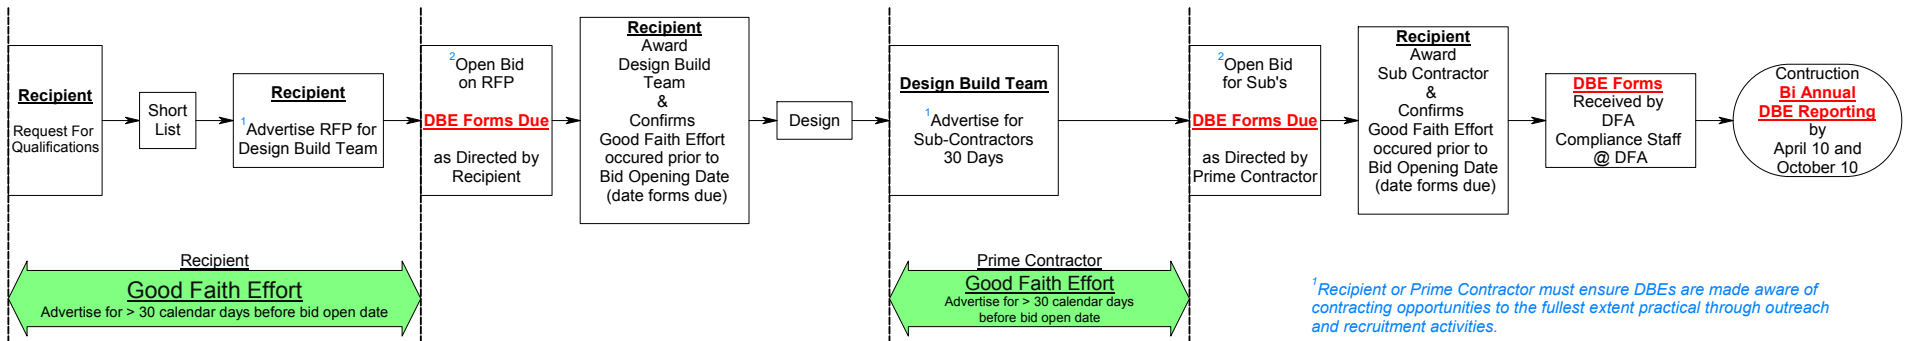 Recipient
Request For
Qualifications
Short
List
Recipient
1Advertise RFP for
Design Build Team
2Open Bid
on RFP
DBE Forms Due
as Directed by
Recipient
Recipient
Award
Design Build
Team
&
Confirms
Good Faith Effort
occured prior to
Bid Opening Date
(date forms due)
Design
Design Build Team
1Advertise for
Sub-Contractors
30 Days
2Open Bid
for Sub's
DBE Forms Due
as Directed by
Prime Contractor
Recipient
Award
Sub Contractor
&
Confirms
Good Faith Effort
occured prior to
Bid Opening Date
(date forms due)
DBE Forms
Received by
DFA
Compliance Staff
@ DFA
Contruction
Bi Annual
DBE Reporting
by
April 10 and
October 10
Recipient
Good Faith Effort
Advertise for > 30 calendar days before bid open date
Prime Contractor
Good Faith Effort
Advertise for > 30 calendar days
before bid open date
1Recipient or Prime Contractor must ensure DBEs are made aware of
contracting opportunities to the fullest extent practical through outreach
and recruitment activities.